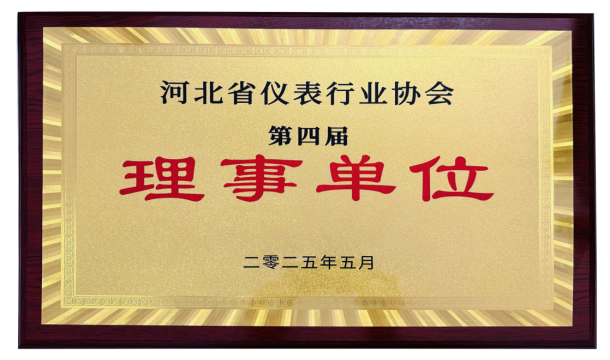 河北省仪表行业协会
第四届
理事单位
二零二五年五月